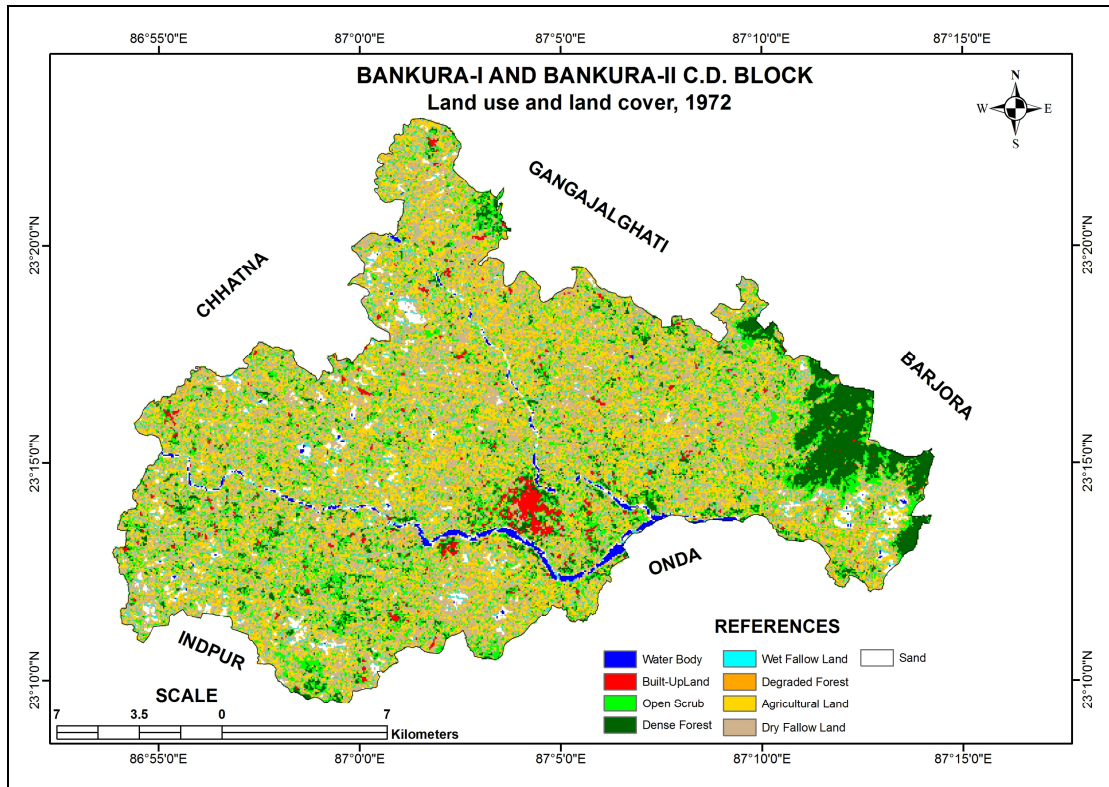 86°55'0"E 87°0'0"E 87°5'0"E 87°10'0"E 87°15'0"E
BANKURA-I AND BANKURA-II C.D. BLOCK
Land use and land cover, 1972
N
W E
S
GANGAJALGHATI
23°20'0"N 23°20'0"N
CHHATNA
BARJORA
23°15'0"N 23°15'0"N
ONDA
INDPUR
REFERENCES
Water Body Wet Fallow Land Sand
Built-UpLand Degraded Forest
Open Scrub Agricultural Land
Dense Forest Dry Fallow Land
23°10'0"N 23°10'0"N
SCALE
7 3.5 0 7
Kilometers
86°55'0"E 87°0'0"E 87°5'0"E 87°10'0"E 87°15'0"E